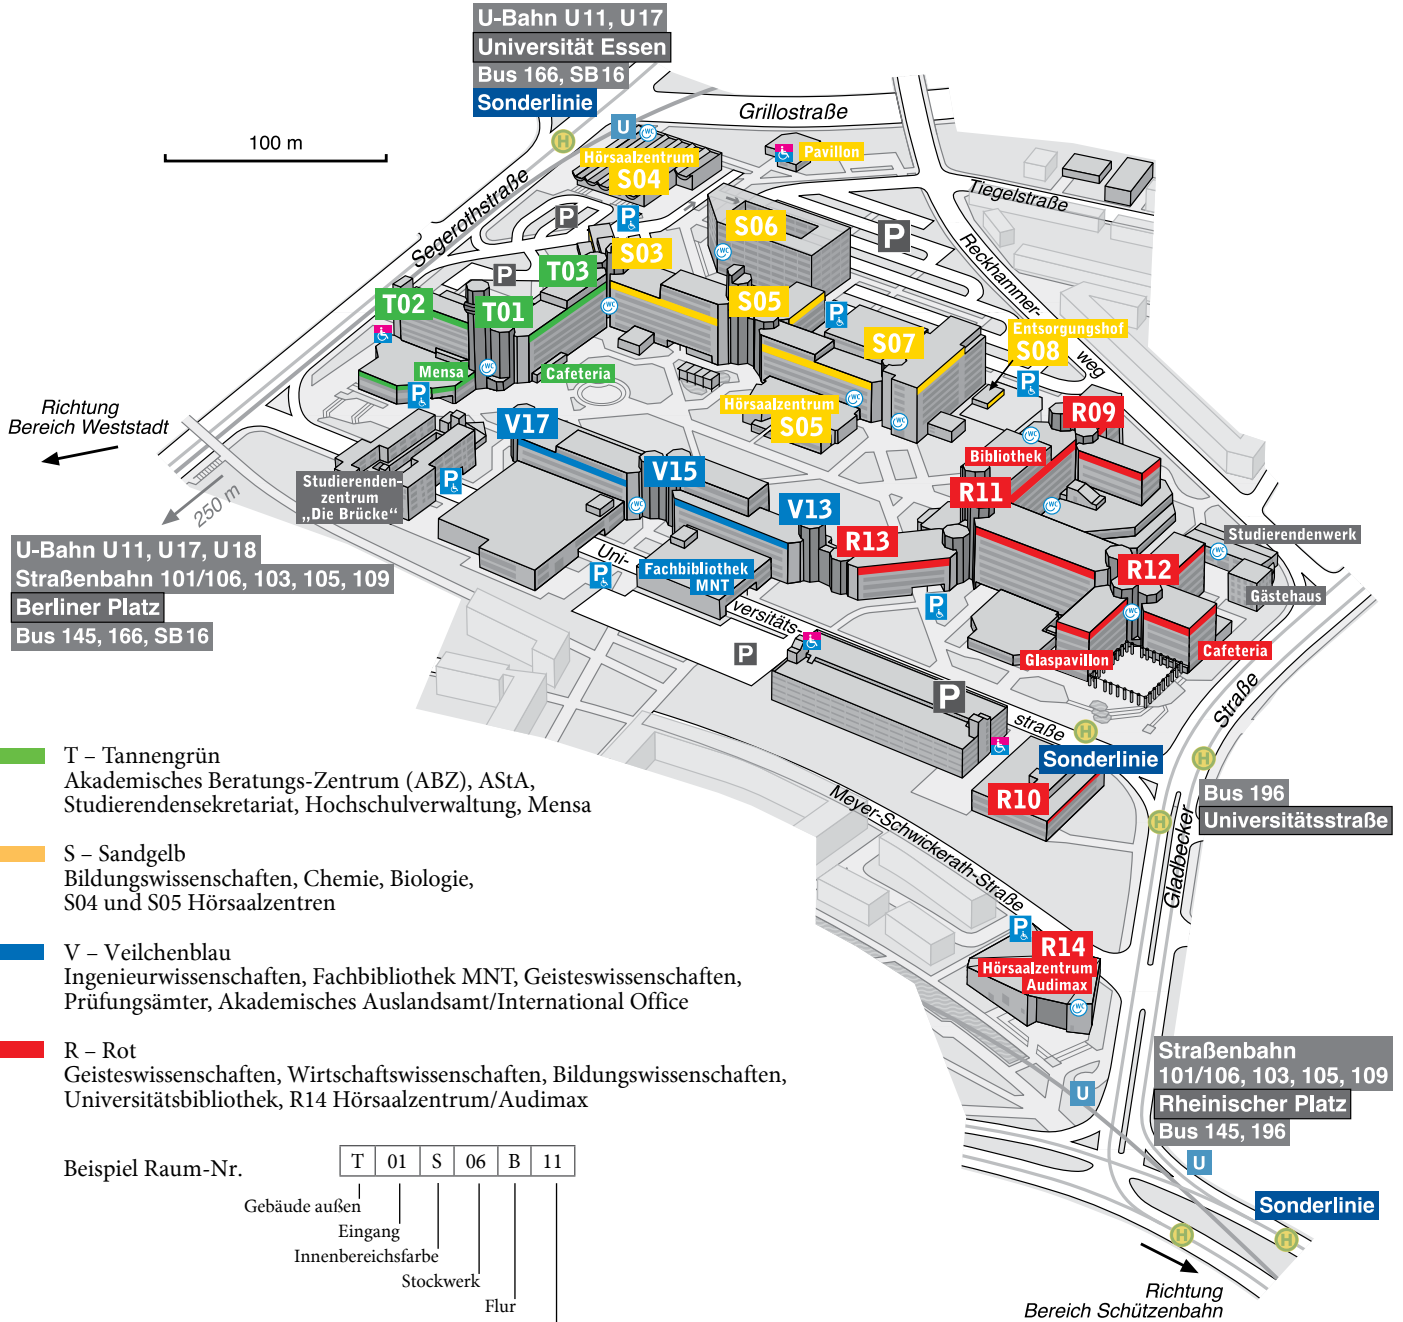 U-Bahn U11, U17
Universität Essen
Bus 166, SB16
Sonderlinie
100 m
Grillostraße
Segerothstraße
Tiegelstraße
Reckhammer-
weg
H
U
WC
Hörsaalzentrum
S04
Pavillon
P
P
S06
P
S03
T03
P
T02
T01
S05
P
S07
Entsorgungshof
S08
P
Mensa
P
Cafeteria
Hörsaalzentrum
S05
R09
Bibliothek
Richtung
Bereich Weststadt
250 m
V17
V15
V13
R11
R13
R12
Studierenden-
zentrum
„Die Brücke“
P
Studierendenwerk
Gästehaus
Uni-
versitäts-
straße
P
Fachbibliothek
MNT
P
Glaspavillon
Cafeteria
P
P
U-Bahn U11, U17, U18
Straßenbahn 101/106, 103, 105, 109
Berliner Platz
Bus 145, 166, SB16
H
Sonderlinie
R10
H
Bus 196
Universitätsstraße
H
Gladbecker
Straße
Meyer-Schwickerath-Straße
P
R14
Hörsaalzentrum
Audimax
WC
U
Straßenbahn
101/106, 103, 105, 109
Rheinischer Platz
Bus 145, 196
U
Sonderlinie
H
H
Richtung
Bereich Schützenbahn
T – Tannengrün
Akademisches Beratungs-Zentrum (ABZ), AStA,
Studierendensekretariat, Hochschulverwaltung, Mensa
S – Sandgelb
Bildungswissenschaften, Chemie, Biologie,
S04 und S05 Hörsaalzentren
V – Veilchenblau
Ingenieurwissenschaften, Fachbibliothek MNT, Geisteswissenschaften,
Prüfungsämter, Akademisches Auslandsamt/International Office
R – Rot
Geisteswissenschaften, Wirtschaftswissenschaften, Bildungswissenschaften,
Universitätsbibliothek, R14 Hörsaalzentrum/Audimax
Beispiel Raum-Nr.
T 01 S 06 B 11
Gebäude außen
Eingang
Innenbereichsfarbe
Stockwerk
Flur